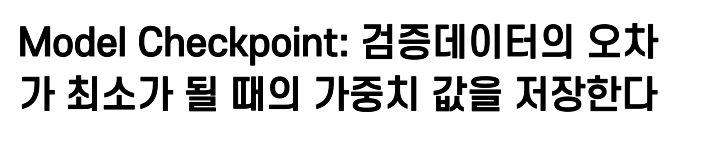 Model Checkpoint: 검증데이터의 오차
가 최소가 될 때의 가중치 값을 저장한다